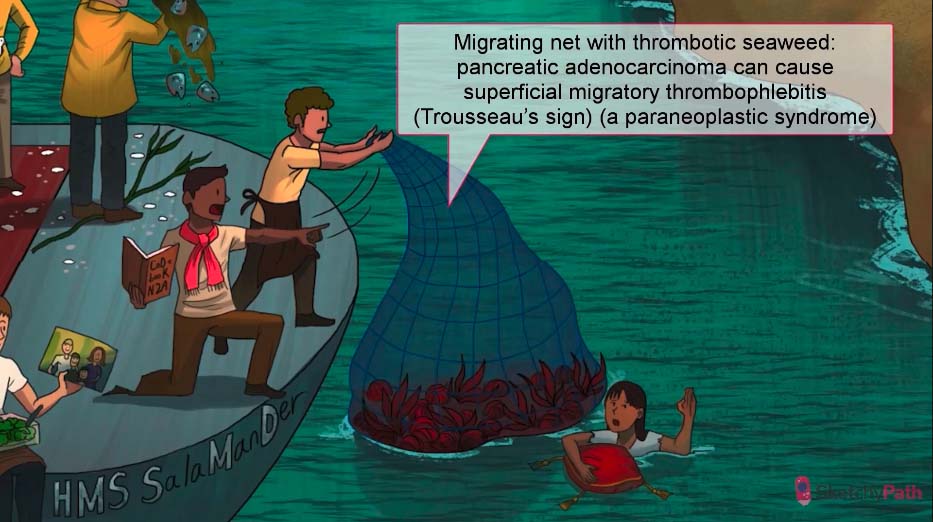 Migrating net with thrombotic seaweed:
pancreatic adenocarcinoma can cause
superficial migratory thrombophlebitis
(Trousseau's sign) (a paraneoplastic syndrome)
CoD-
booK
N2A
HMS SalaManDer
SketchyPath